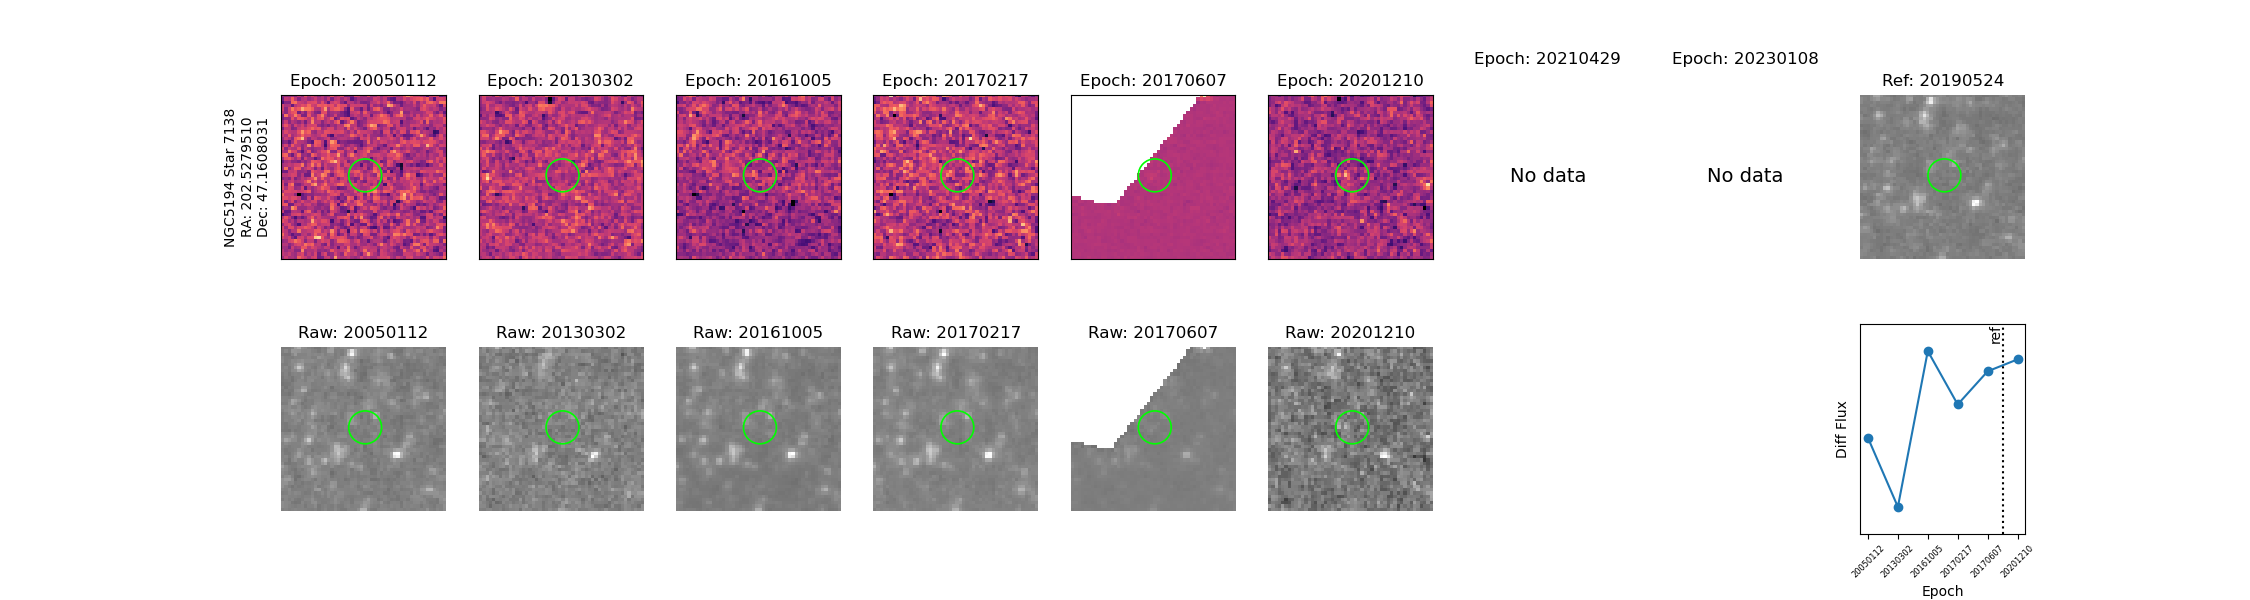 Epoch: 20210429
Epoch: 20230108
Epoch: 20050112
Epoch: 20130302
Epoch: 20161005
Epoch: 20170217
Epoch: 20170607
Epoch: 20201210
Ref: 20190524
NGC5194 Star 7138
RA: 202.5279510
Dec: 47.1608031
No data
No data
Raw: 20050112
Raw: 20130302
Raw: 20161005
Raw: 20170217
Raw: 20170607
Raw: 20201210
ref
Diff Flux
20050112
20130302
20161005
20170217
20170607
20201210
Epoch